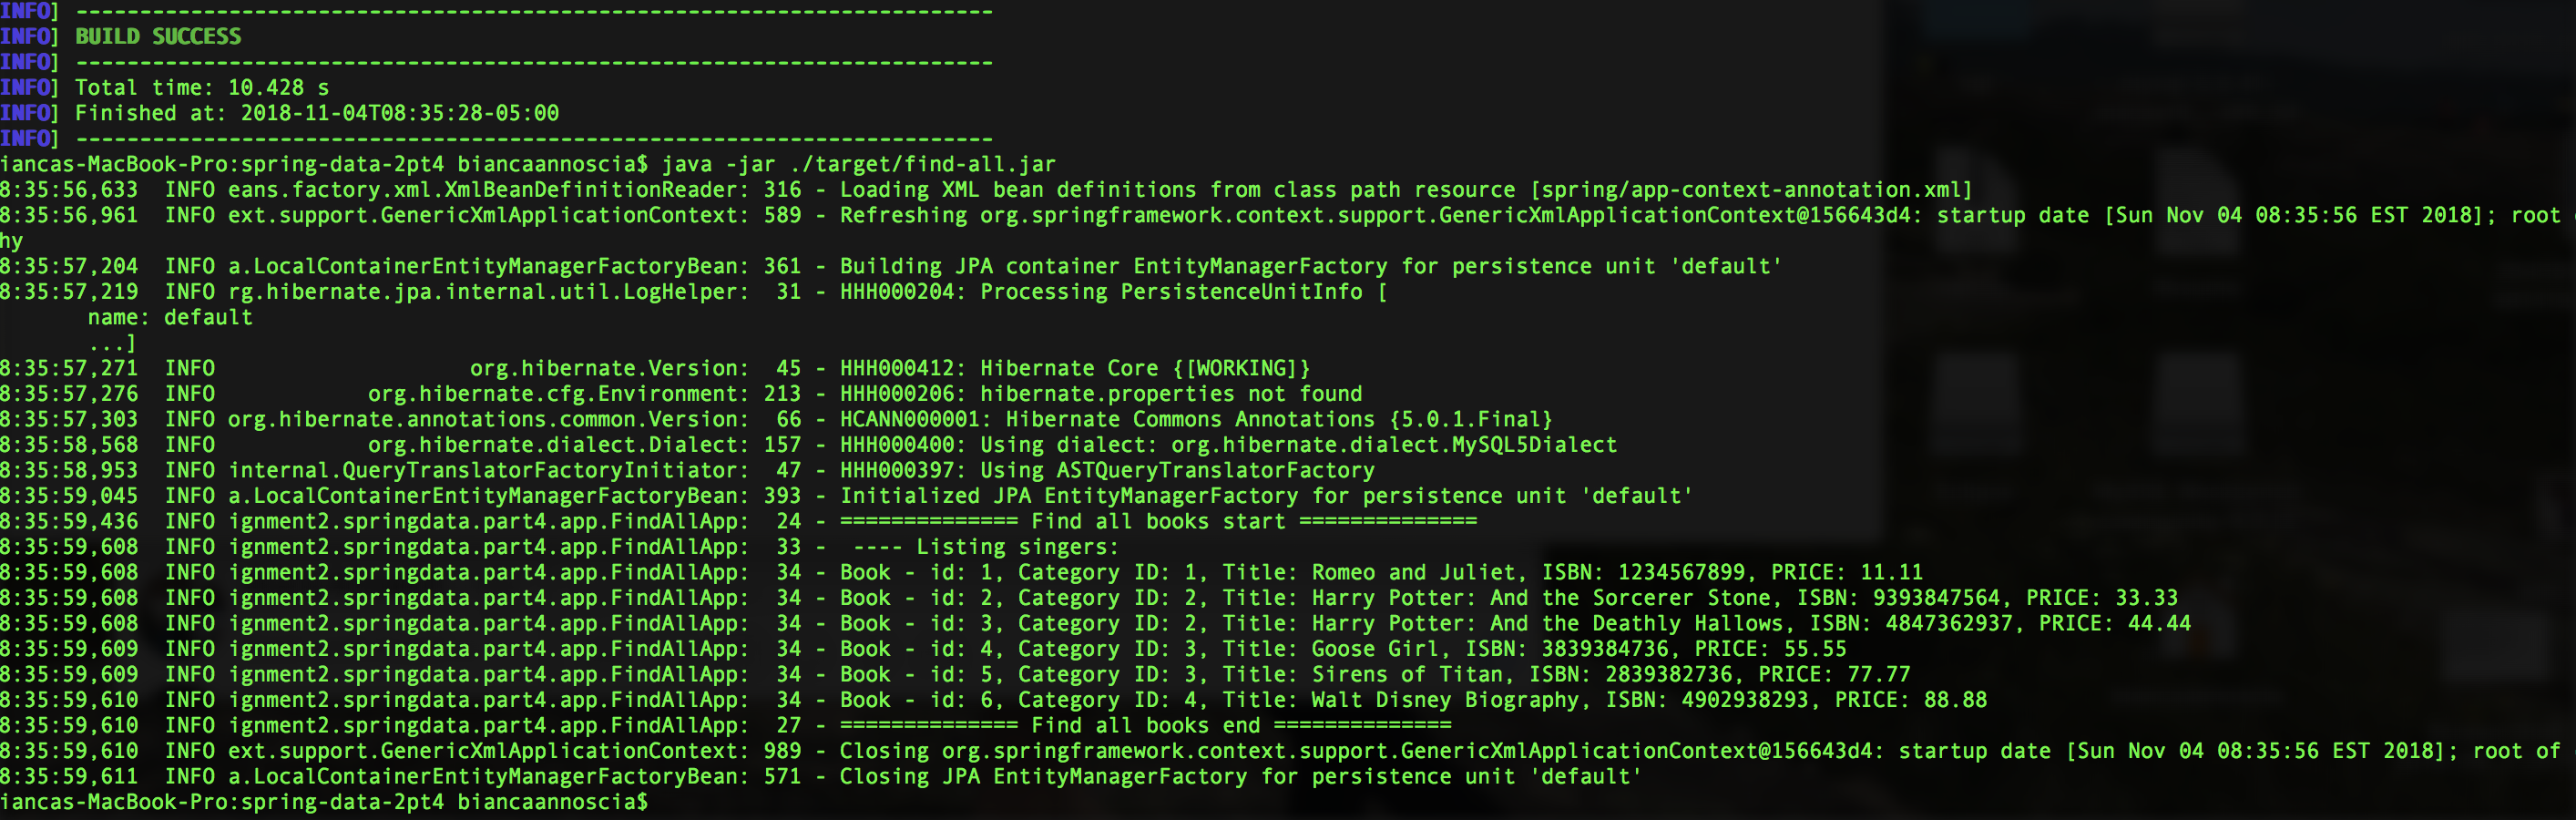 INFO] ------------------------------------------------------------------------
INFO] BUILD SUCCESS
INFO] ------------------------------------------------------------------------
INFO] Total time: 10.428 s
INFO] Finished at: 2018-11-04T08:35:28-05:00
INFO] ------------------------------------------------------------------------
iancas-MacBook-Pro:spring-data-2pt4 biancaannoscia$ java -jar ./target/find-all.jar
8:35:56,633  INFO eans.factory.xml.XmlBeanDefinitionReader: 316 - Loading XML bean definitions from class path resource [spring/app-context-annotation.xml]
8:35:56,961  INFO ext.support.GenericXmlApplicationContext: 589 - Refreshing org.springframework.context.support.GenericXmlApplicationContext@156643d4: startup date [Sun Nov 04 08:35:56 EST 2018]; root
hy
8:35:57,204  INFO a.LocalContainerEntityManagerFactoryBean: 361 - Building JPA container EntityManagerFactory for persistence unit 'default'
8:35:57,219  INFO rg.hibernate.jpa.internal.util.LogHelper:  31 - HHH000204: Processing PersistenceUnitInfo [
       name: default
       ...]
8:35:57,271  INFO                    org.hibernate.Version:  45 - HHH000412: Hibernate Core {[WORKING]}
8:35:57,276  INFO            org.hibernate.cfg.Environment: 213 - HHH000206: hibernate.properties not found
8:35:57,303  INFO org.hibernate.annotations.common.Version:  66 - HCANN000001: Hibernate Commons Annotations {5.0.1.Final}
8:35:58,568  INFO            org.hibernate.dialect.Dialect: 157 - HHH000400: Using dialect: org.hibernate.dialect.MySQL5Dialect
8:35:58,953  INFO internal.QueryTranslatorFactoryInitiator:  47 - HHH000397: Using ASTQueryTranslatorFactory
8:35:59,045  INFO a.LocalContainerEntityManagerFactoryBean: 393 - Initialized JPA EntityManagerFactory for persistence unit 'default'
8:35:59,436  INFO ignment2.springdata.part4.app.FindAllApp:  24 - ============== Find all books start ==============
8:35:59,608  INFO ignment2.springdata.part4.app.FindAllApp:  33 -  ---- Listing singers:
8:35:59,608  INFO ignment2.springdata.part4.app.FindAllApp:  34 - Book - id: 1, Category ID: 1, Title: Romeo and Juliet, ISBN: 1234567899, PRICE: 11.11
8:35:59,608  INFO ignment2.springdata.part4.app.FindAllApp:  34 - Book - id: 2, Category ID: 2, Title: Harry Potter: And the Sorcerer Stone, ISBN: 9393847564, PRICE: 33.33
8:35:59,608  INFO ignment2.springdata.part4.app.FindAllApp:  34 - Book - id: 3, Category ID: 2, Title: Harry Potter: And the Deathly Hallows, ISBN: 4847362937, PRICE: 44.44
8:35:59,609  INFO ignment2.springdata.part4.app.FindAllApp:  34 - Book - id: 4, Category ID: 3, Title: Goose Girl, ISBN: 3839384736, PRICE: 55.55
8:35:59,609  INFO ignment2.springdata.part4.app.FindAllApp:  34 - Book - id: 5, Category ID: 3, Title: Sirens of Titan, ISBN: 2839382736, PRICE: 77.77
8:35:59,610  INFO ignment2.springdata.part4.app.FindAllApp:  34 - Book - id: 6, Category ID: 4, Title: Walt Disney Biography, ISBN: 4902938293, PRICE: 88.88
8:35:59,610  INFO ignment2.springdata.part4.app.FindAllApp:  27 - ============== Find all books end ==============
8:35:59,610  INFO ext.support.GenericXmlApplicationContext: 989 - Closing org.springframework.context.support.GenericXmlApplicationContext@156643d4: startup date [Sun Nov 04 08:35:56 EST 2018]; root of
8:35:59,611  INFO a.LocalContainerEntityManagerFactoryBean: 571 - Closing JPA EntityManagerFactory for persistence unit 'default'
iancas-MacBook-Pro:spring-data-2pt4 biancaannoscia$